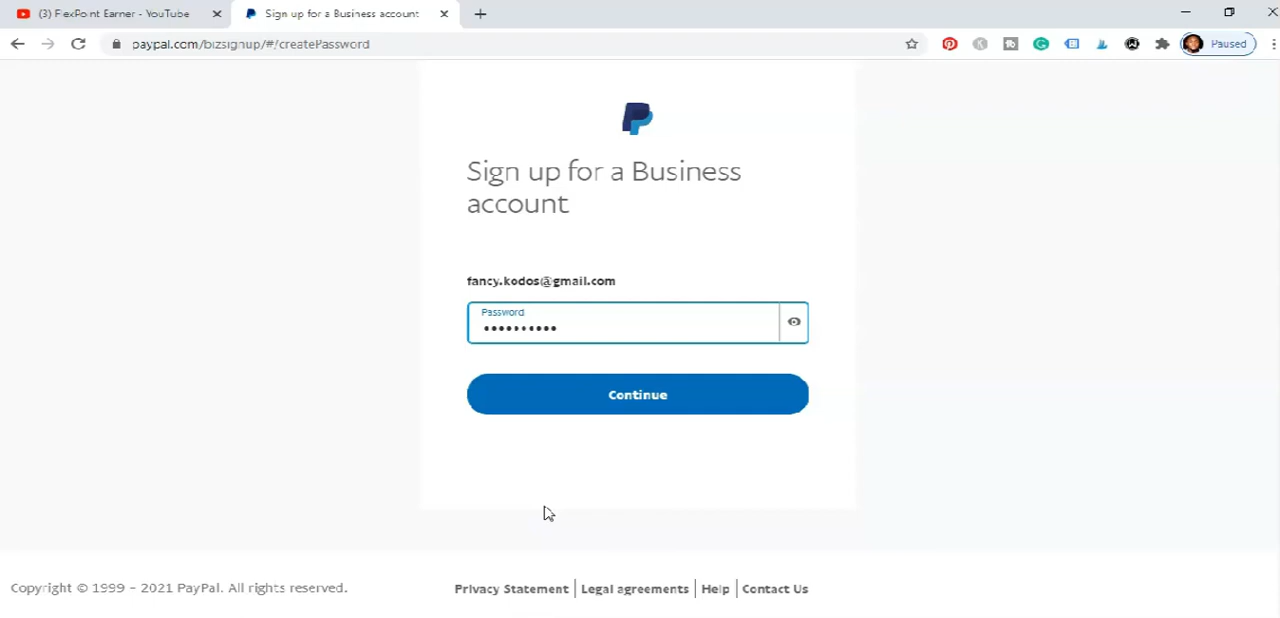 (3) FlexPoint Earner - YouTube
Sign up for a Business account
paypal.com/bizsignup/#/createPassword
Paused
Sign up for a Business
account
fancy.kodos@gmail.com
Password
••••••••••
Continue
Copyright © 1999 - 2021 PayPal. All rights reserved.
Privacy Statement | Legal agreements | Help | Contact Us